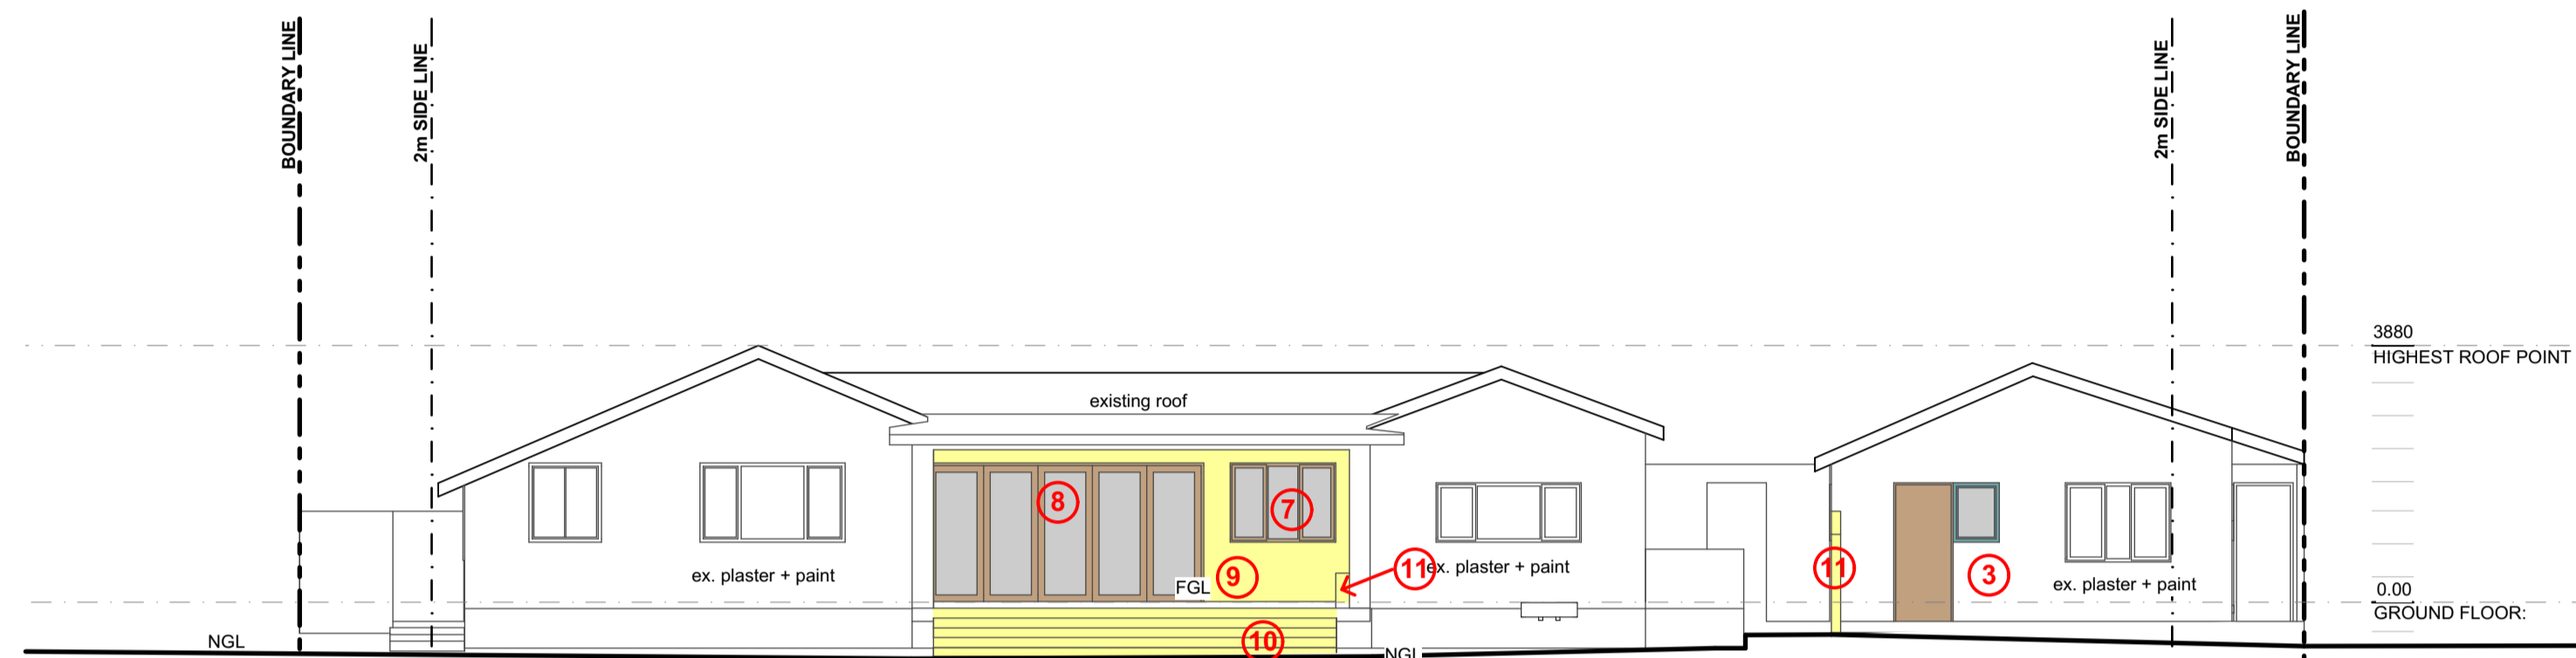 BOUNDARY LINE
2m SIDE LINE
2m SIDE LINE
BOUNDARY LINE
3880
HIGHEST ROOF POINT
existing roof
8
7
ex. plaster + paint
FGL
9
11
ex. plaster + paint
11
3
ex. plaster + paint
0.00
GROUND FLOOR:
NGL
10
NGL